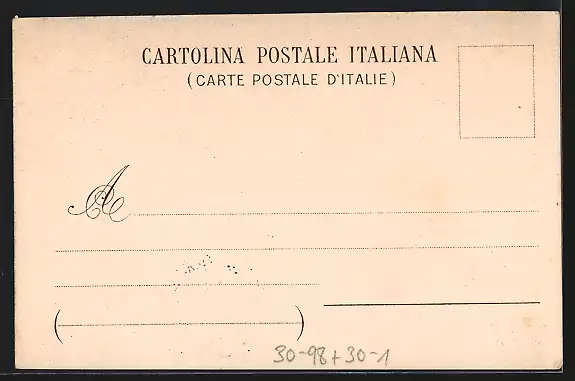 CARTOLINA POSTALE ITALIANA
(CARTE POSTALE D'ITALIE)
A
( )
30-98+30-1